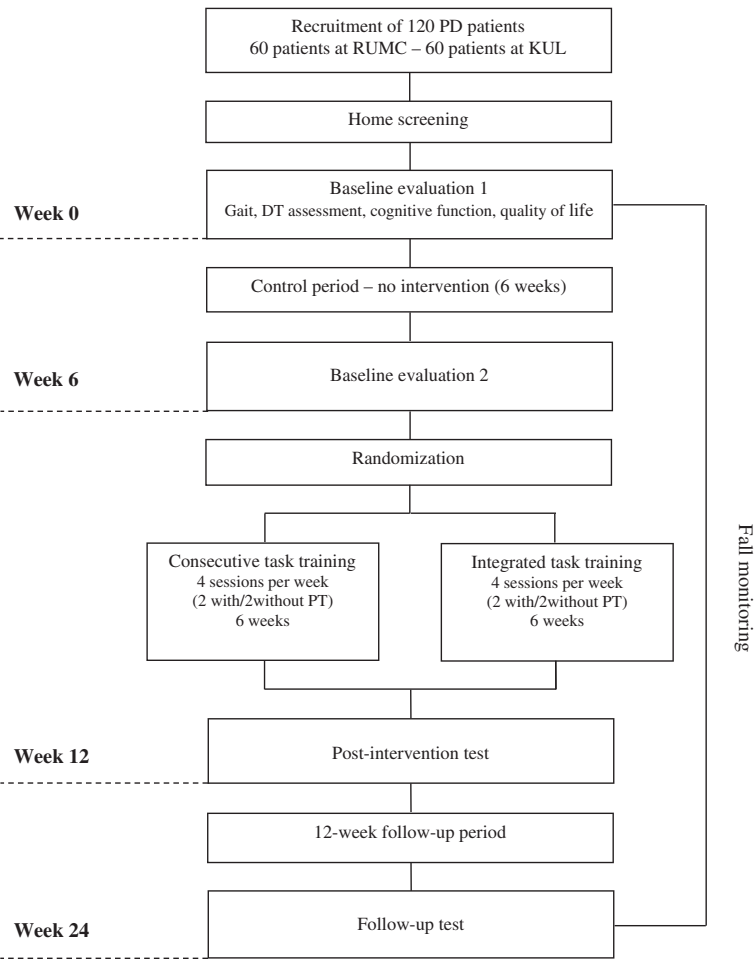 Recruitment of 120 PD patients
60 patients at RUMC – 60 patients at KUL
Home screening
Week 0
Baseline evaluation 1
Gait, DT assessment, cognitive function, quality of life
Control period – no intervention (6 weeks)
Week 6
Baseline evaluation 2
Randomization
Consecutive task training
4 sessions per week
(2 with/2without PT)
6 weeks
Integrated task training
4 sessions per week
(2 with/2without PT)
6 weeks
Fall monitoring
Week 12
Post-intervention test
12-week follow-up period
Week 24
Follow-up test